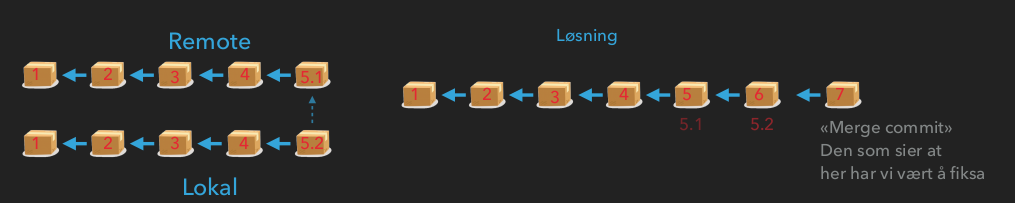 Remote
1 2 3 4 5.1
1 2 3 4 5.2
Lokal
Løsning
1 2 3 4 5 6 7
5.1 5.2
«Merge commit»
Den som sier at
her har vi vært å fiksa